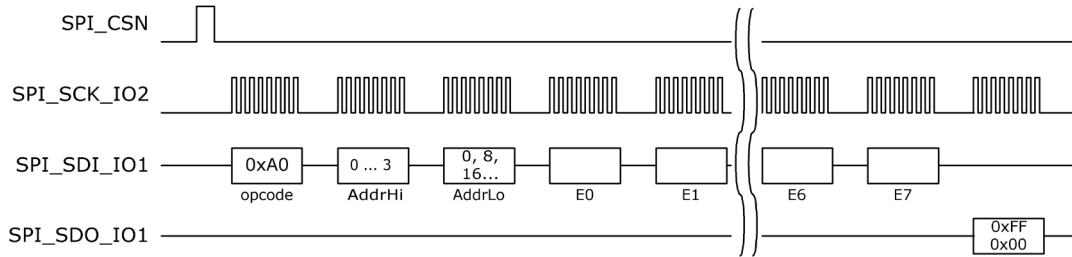 SPI_CSN
SPI_SCK_IO2
SPI_SDI_IO1
0xA0
0 ... 3
0, 8,
16...
opcode
AddrHi
AddrLo
E0
E1
E6
E7
SPI_SDO_IO1
0xFF
0x00